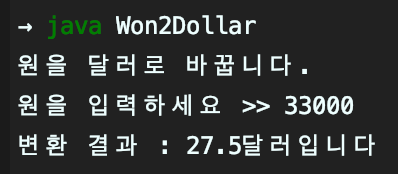 → java Won2Dollar
원을 달러로 바꿉니다.
원을 입력하세요 >> 33000
변환 결과 : 27.5달러입니다